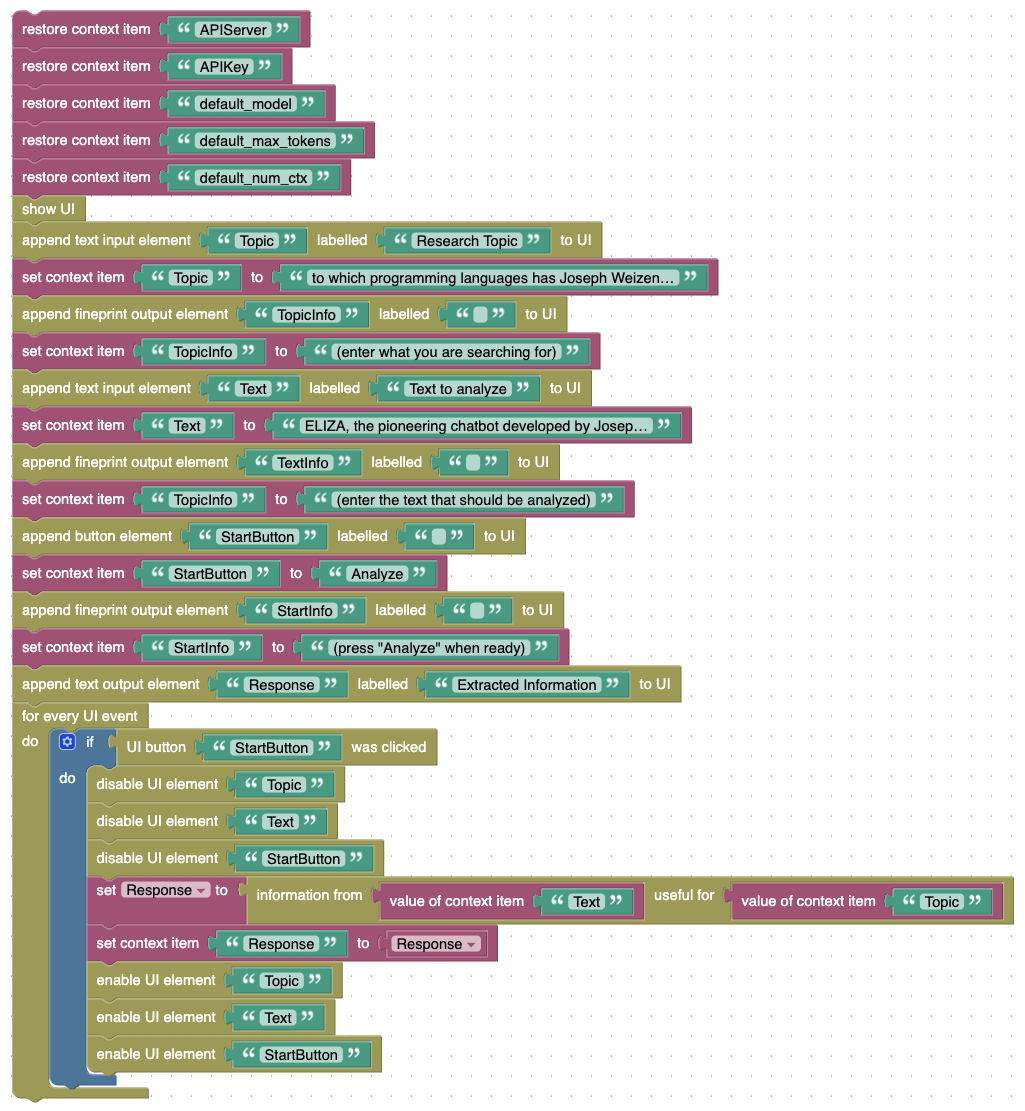 restore context item “ APIServer ”
restore context item “ APIKey ”
restore context item “ default_model ”
restore context item “ default_max_tokens ”
restore context item “ default_num_ctx ”
show UI
append text input element “ Topic ” labelled “ Research Topic ” to UI
set context item “ Topic ” to “ to which programming languages has Joseph Weizen... ”
append fineprint output element “ TopicInfo ” labelled “ ” to UI
set context item “ TopicInfo ” to “ (enter what you are searching for) ”
append text input element “ Text ” labelled “ Text to analyze ” to UI
set context item “ Text ” to “ ELIZA, the pioneering chatbot developed by Josep... ”
append fineprint output element “ TextInfo ” labelled “ ” to UI
set context item “ TopicInfo ” to “ (enter the text that should be analyzed) ”
append button element “ StartButton ” labelled “ ” to UI
set context item “ StartButton ” to “ Analyze ”
append fineprint output element “ StartInfo ” labelled “ ” to UI
set context item “ StartInfo ” to “ (press "Analyze" when ready) ”
append text output element “ Response ” labelled “ Extracted Information ” to UI
for every UI event
do if UI button “ StartButton ” was clicked
do disable UI element “ Topic ”
disable UI element “ Text ”
disable UI element “ StartButton ”
set Response to information from value of context item “ Text ” useful for value of context item “ Topic ”
set context item “ Response ” to Response
enable UI element “ Topic ”
enable UI element “ Text ”
enable UI element “ StartButton ”